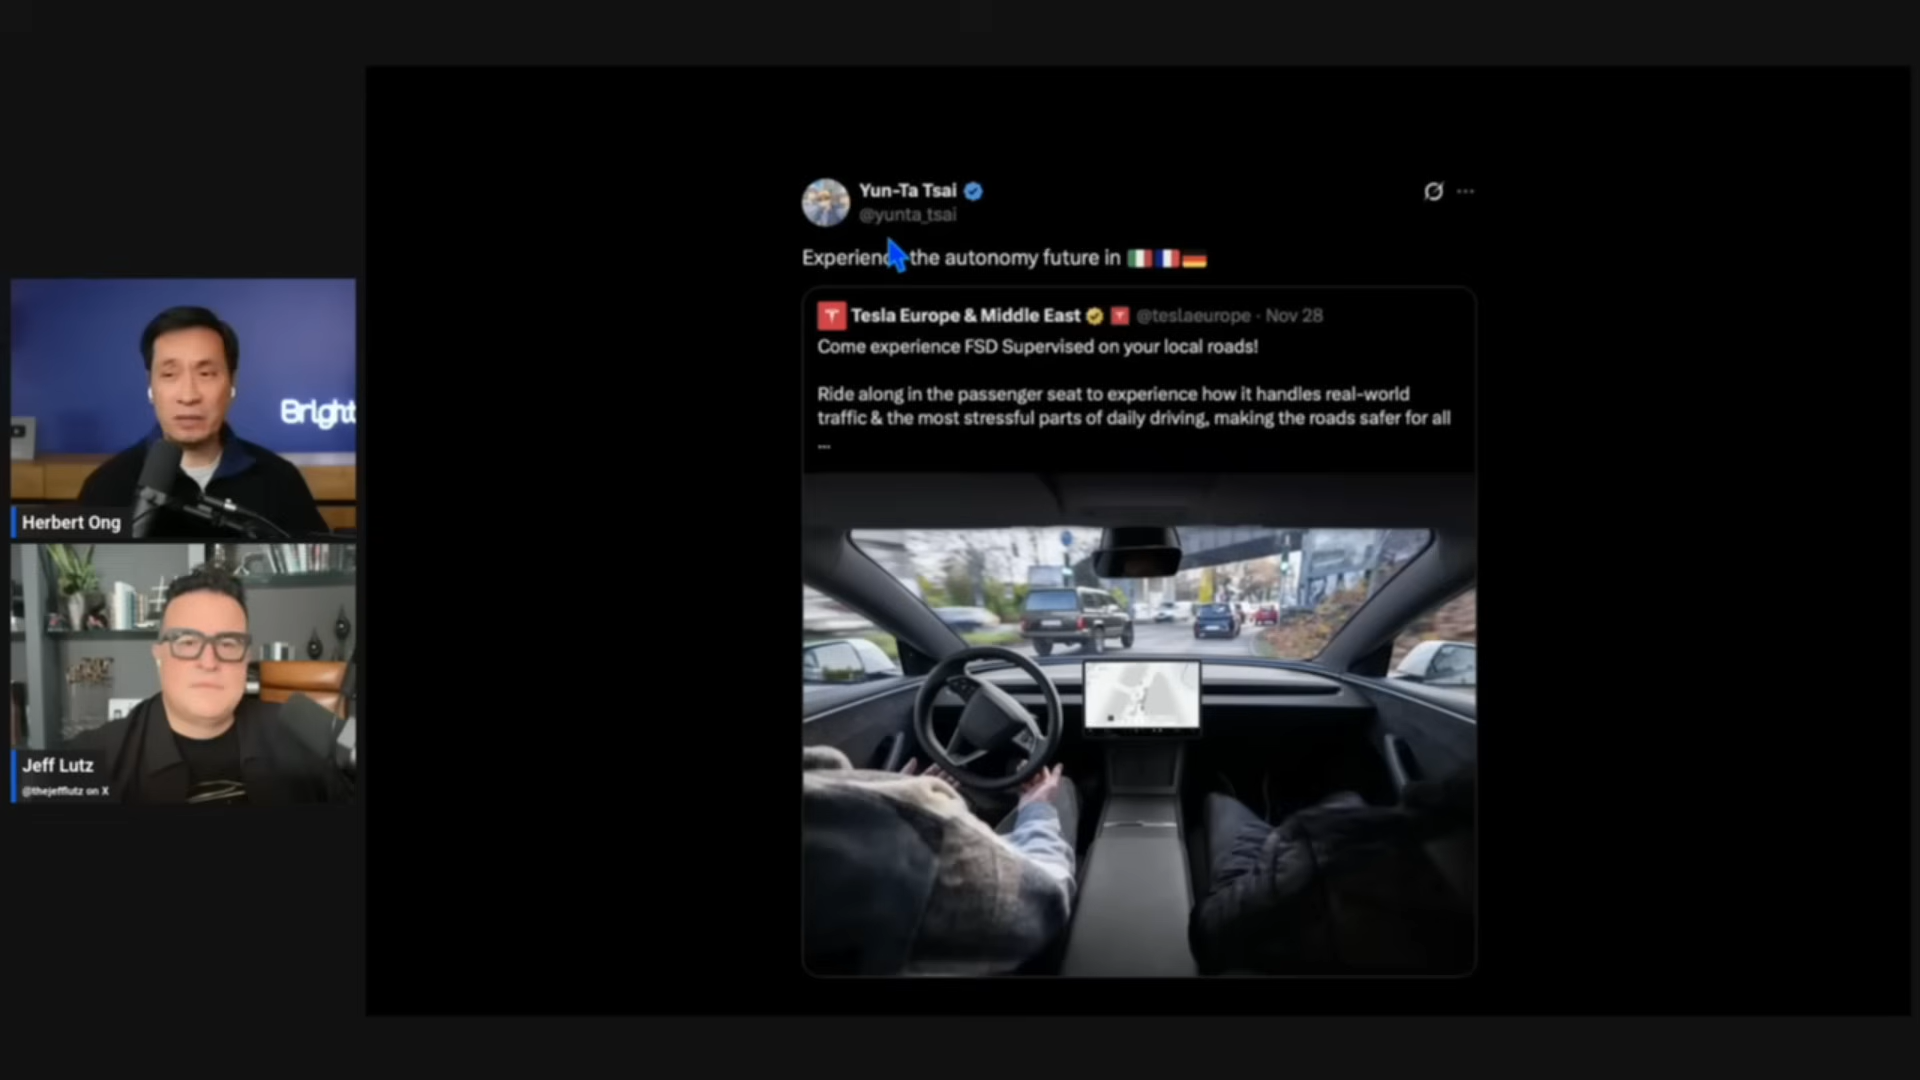 Yun-Ta Tsai
@yunta_tsai
the autonomy future in
Tesla Europe & Middle East @teslaeurope · Nov 28
Come experience FSD Supervised on your local roads!
Ride along in the passenger seat to experience how it handles real-world
traffic & the most stressful parts of daily driving, making the roads safer for all
...
Bright
Herbert Ong
Jeff Lutz
@thejefflutz on X